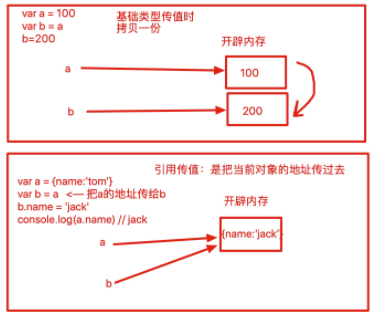 var a = 100
var b = a
b=200
基础类型传值时
拷贝一份
开辟内存
a
100
b
200
引用传值：是把当前对象的地址传过去
var a = {name:'tom'}
var b = a <— 把a的地址传给b
b.name = 'jack'
console.log(a.name) // jack
开辟内存
a
{name:'jack'}
b